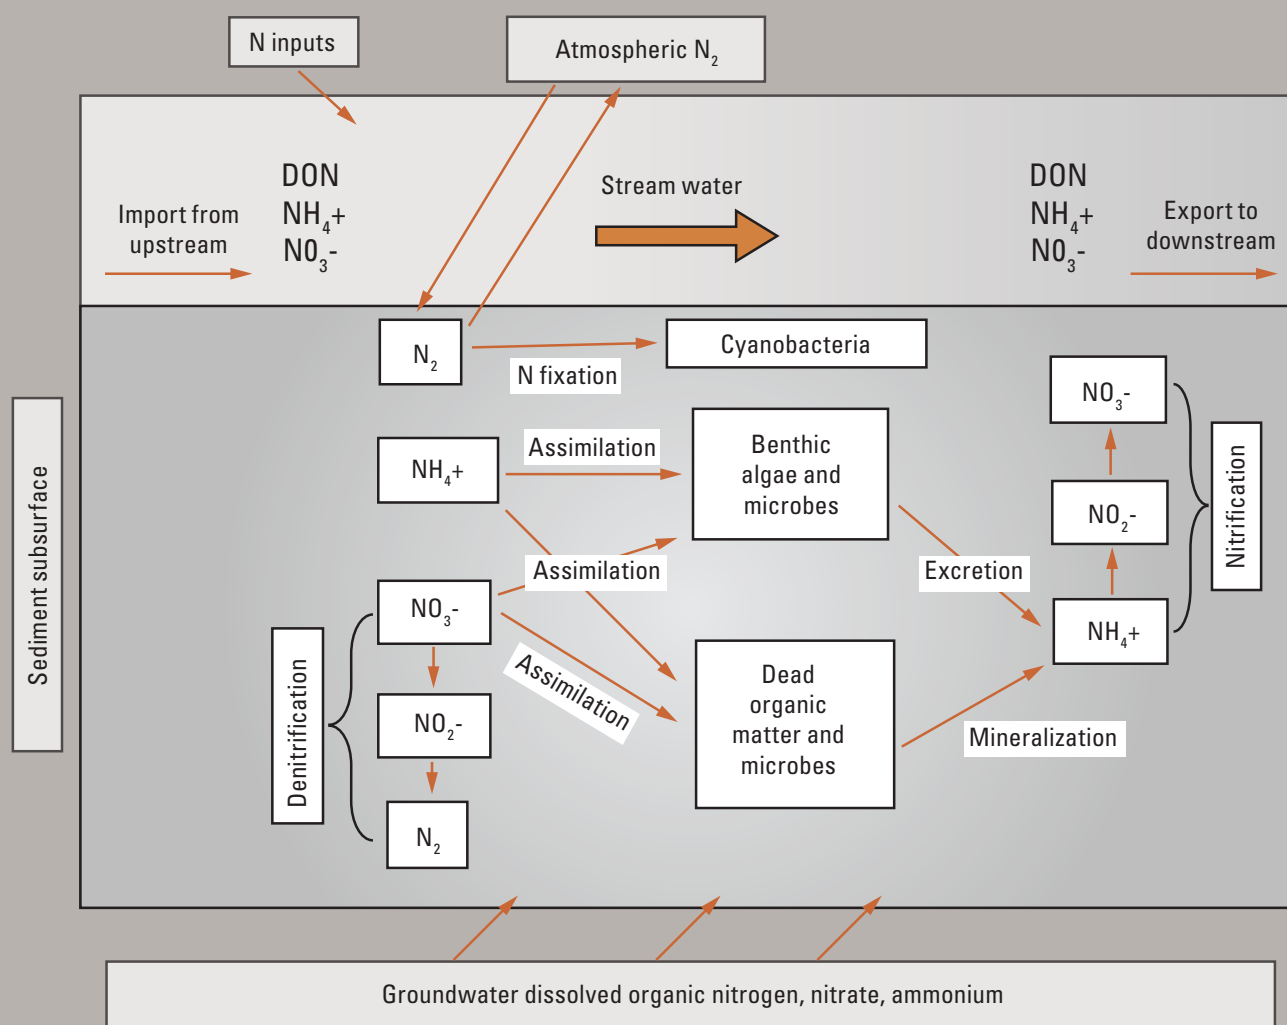 N inputs
Atmospheric N₂
DON
NH₄+
NO₃-
Import from
upstream
Stream water
DON
NH₄+
NO₃-
Export to
downstream
Sediment subsurface
N₂
N fixation
Cyanobacteria
NH₄+
Assimilation
Benthic
algae and
microbes
NO₃-
Assimilation
Assimilation
Denitrification
NO₂-
N₂
Dead
organic
matter and
microbes
Excretion
Mineralization
NO₃-
NO₂-
NH₄+
Nitrification
Groundwater dissolved organic nitrogen, nitrate, ammonium